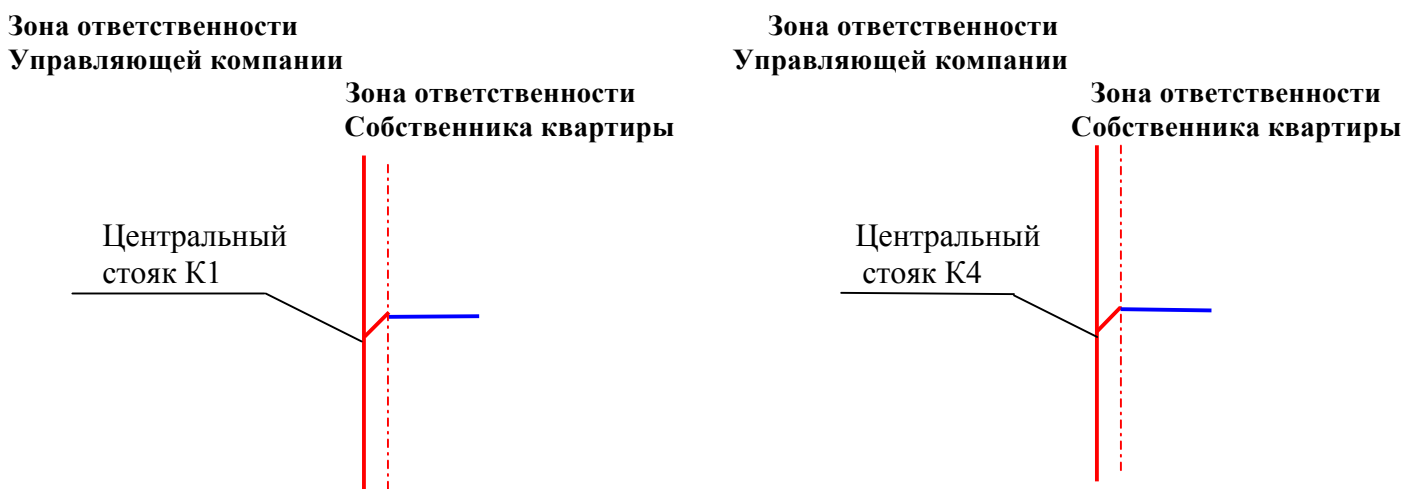 Зона ответственности
Управляющей компании
Зона ответственности
Собственника квартиры
Центральный
стояк К1
Зона ответственности
Управляющей компании
Зона ответственности
Собственника квартиры
Центральный
стояк К4